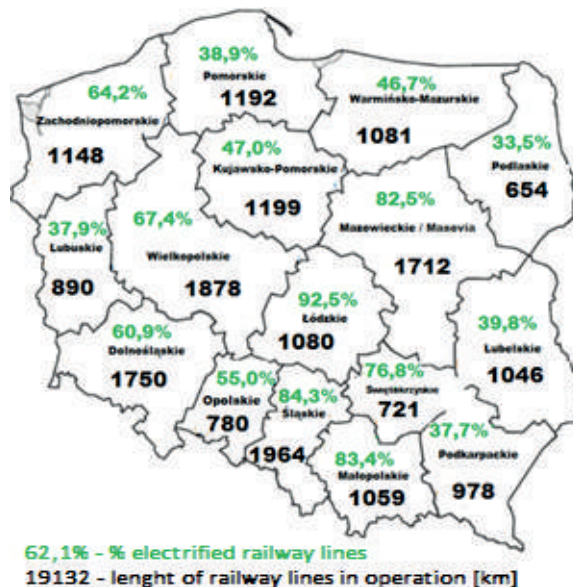 38,9%
Pomorskie
1192
64,2%
Zachodniopomorskie
1148
46,7%
Warmińsko-Mazurskie
1081
47,0%
Kujawsko-Pomorskie
1199
33,5%
Podlaskie
654
82,5%
Mazowieckie / Masevia
1712
37,9%
Lubuskie
890
67,4%
Wielkopolskie
1878
92,5%
Łódzkie
1080
39,8%
Lubelskie
1046
60,9%
Dolnośląskie
1750
55,0%
Opolskie
780
84,3%
Śląskie
1964
76,8%
Świętokrzyskie
721
83,4%
Małopolskie
1059
37,7%
Podkarpackie
978
62,1% - % electrified railway lines
19132 - lenght of railway lines in operation [km]